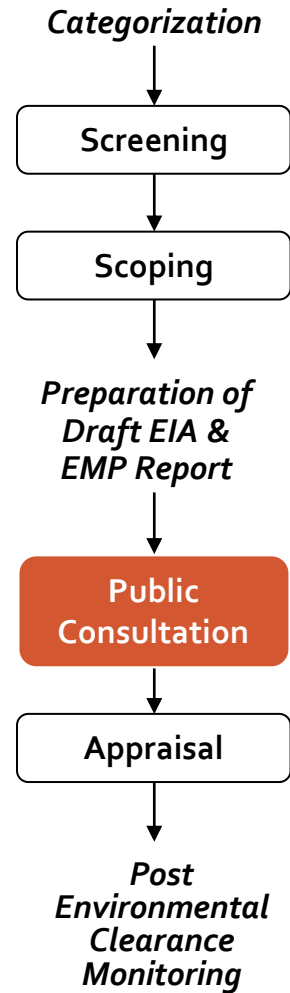 Categorization
Screening
Scoping
Preparation of
Draft EIA &
EMP Report
Public
Consultation
Appraisal
Post
Environmental
Clearance
Monitoring